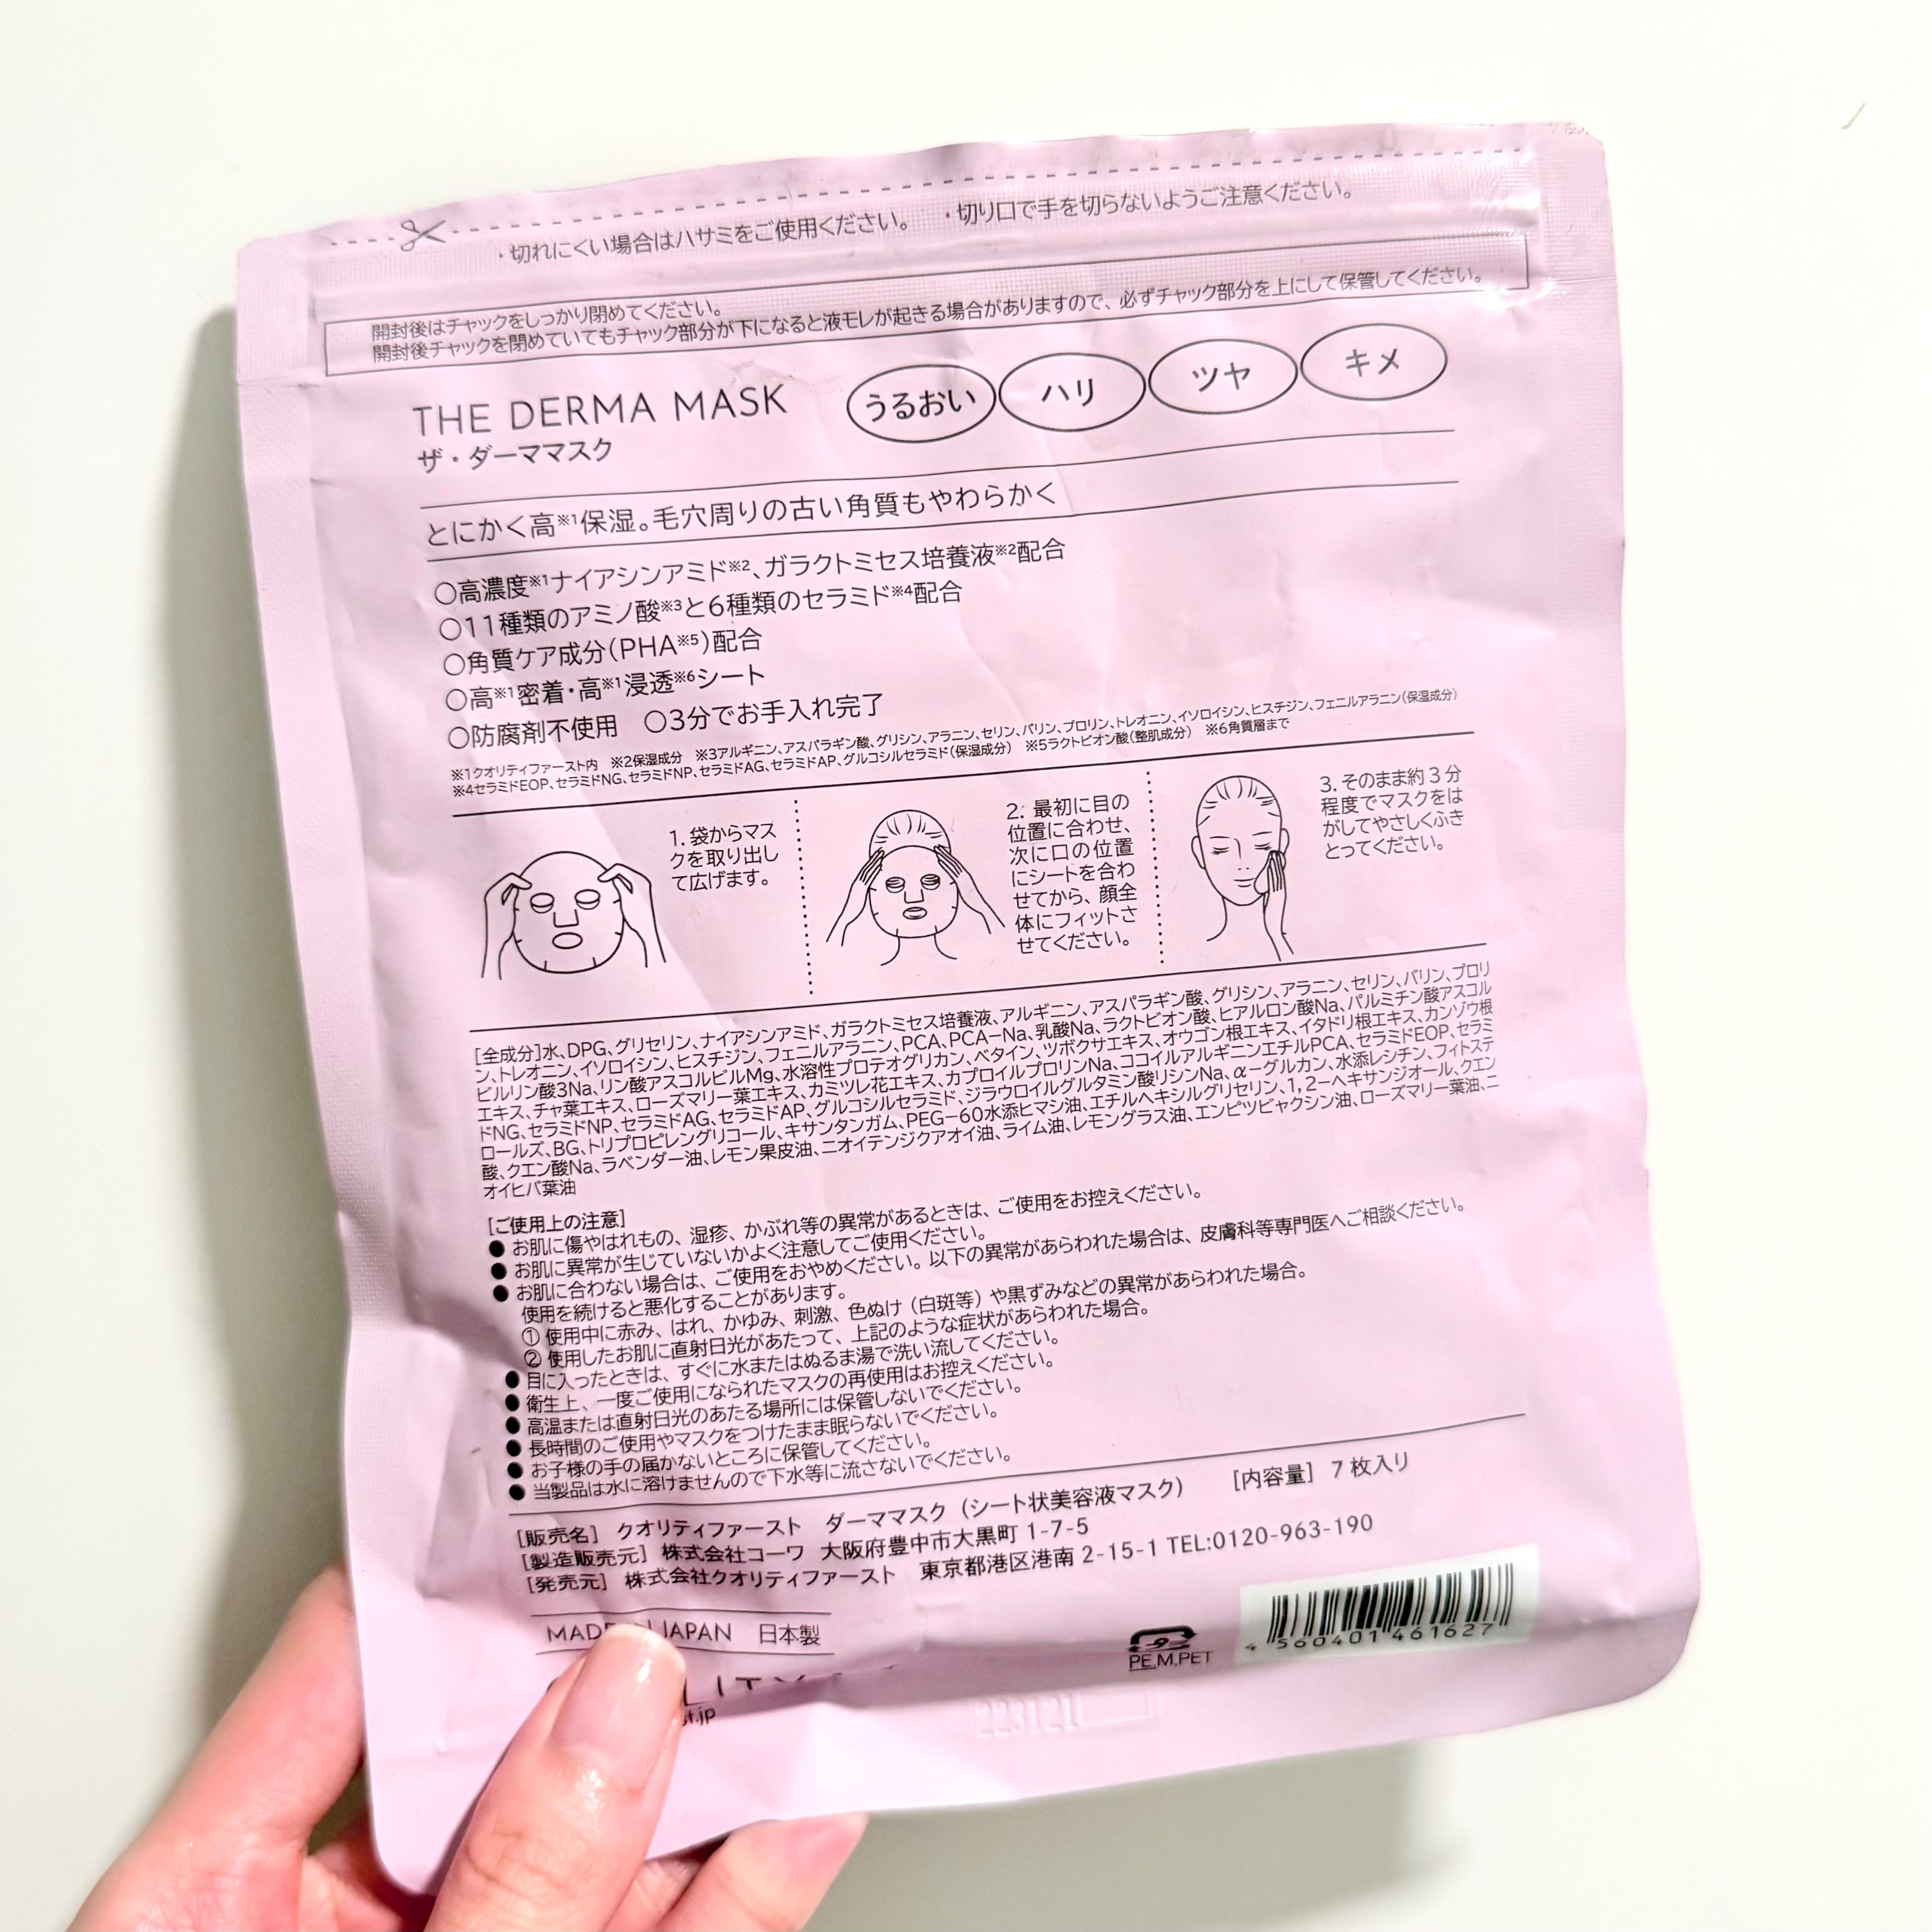 ・切れにくい場合はハサミをご使用ください。 ・切り口で手を切らないようご注意ください。
開封後はチャックをしっかり閉めてください。
開封後チャックを閉めていてもチャック部分が下になると液モレが起きる場合がありますので、必ずチャック部分を上にして保管してください。
THE DERMA MASK
ザ・ダーママスク
うるおい ハリ ツヤ キメ
とにかく高※1保湿。毛穴周りの古い角質もやわらかく
○高濃度※1ナイアシンアミド※2、ガラクトミセス培養液※2配合
○11種類のアミノ酸※3と6種類のセラミド※4配合
○角質ケア成分(PHA※5)配合
○高※1密着・高※1浸透※6シート
○防腐剤不使用 ○3分でお手入れ完了
※1クオリティファースト内 ※2保湿成分 ※3アルギニン、アスパラギン酸、グリシン、アラニン、セリン、バリン、プロリン、トレオニン、イソロイシン、ヒスチジン、フェニルアラニン(保湿成分)
※4セラミドEOP、セラミドNG、セラミドNP、セラミドAG、セラミドAP、グルコシルセラミド(保湿成分) ※5ラクトビオン酸(整肌成分) ※6角質層まで
1. 袋からマス
クを取り出し
て広げます。
2. 最初に目の
位置に合わせ、
次に口の位置
にシートを合わ
せてから、顔全
体にフィットさ
せてください。
3. そのまま約3分
程度でマスクをは
がしてやさしくふき
とってください。
[全成分]水、DPG、グリセリン、ナイアシンアミド、ガラクトミセス培養液、アルギニン、アスパラギン酸、グリシン、アラニン、セリン、バリン、プロリ
ン、トレオニン、イソロイシン、ヒスチジン、フェニルアラニン、PCA、PCA-Na、乳酸Na、ラクトビオン酸、ヒアルロン酸Na、パルミチン酸アスコル
ビルリン酸3Na、リン酸アスコルビルMg、水溶性プロテオグリカン、ベタイン、ツボクサエキス、オウゴン根エキス、イタドリ根エキス、カンゾウ根
エキス、チャ葉エキス、ローズマリー葉エキス、カミツレ花エキス、カプロイルプロリンNa、ココイルアルギニンエチルPCA、セラミドEOP、セラミ
ドNG、セラミドNP、セラミドAG、セラミドAP、グルコシルセラミド、ジラウロイルグルタミン酸リシンNa、α-グルカン、水添レシチン、フィトステ
ロールズ、BG、トリプロピレングリコール、キサンタンガム、PEG-60水添ヒマシ油、エチルヘキシルグリセリン、1,2-ヘキサンジオール、クエン
酸、クエン酸Na、ラベンダー油、レモン果皮油、ニオイテンジクアオイ油、ライム油、レモングラス油、エンピツビャクシン油、ローズマリー葉油、ニ
オイヒバ葉油
[ご使用上の注意]
● お肌に傷やはれもの、湿疹、かぶれ等の異常があるときは、ご使用をお控えください。
● お肌に異常が生じていないかよく注意してご使用ください。
● お肌に合わない場合は、ご使用をおやめください。以下の異常があらわれた場合は、皮膚科等専門医へご相談ください。
使用を続けると悪化することがあります。
① 使用中に赤み、はれ、かゆみ、刺激、色ぬけ(白斑等)や黒ずみなどの異常があらわれた場合。
② 使用したお肌に直射日光があたって、上記のような症状があらわれた場合。
● 目に入ったときは、すぐに水またはぬるま湯で洗い流してください。
● 衛生上、一度ご使用になられたマスクの再使用はお控えください。
● 高温または直射日光のあたる場所には保管しないでください。
● 長時間のご使用やマスクをつけたまま眠らないでください。
● お子様の手の届かないところに保管してください。
● 当製品は水に溶けませんので下水等に流さないでください。
[販売名] クオリティファースト ダーママスク(シート状美容液マスク) [内容量] 7枚入り
[製造販売元] 株式会社コーワ 大阪府豊中市大黒町 1-7-5
[発売元] 株式会社クオリティファースト 東京都港区港南 2-15-1 TEL:0120-963-190
MADE IN JAPAN 日本製
PE,M,PET
4 560401 461627
223121